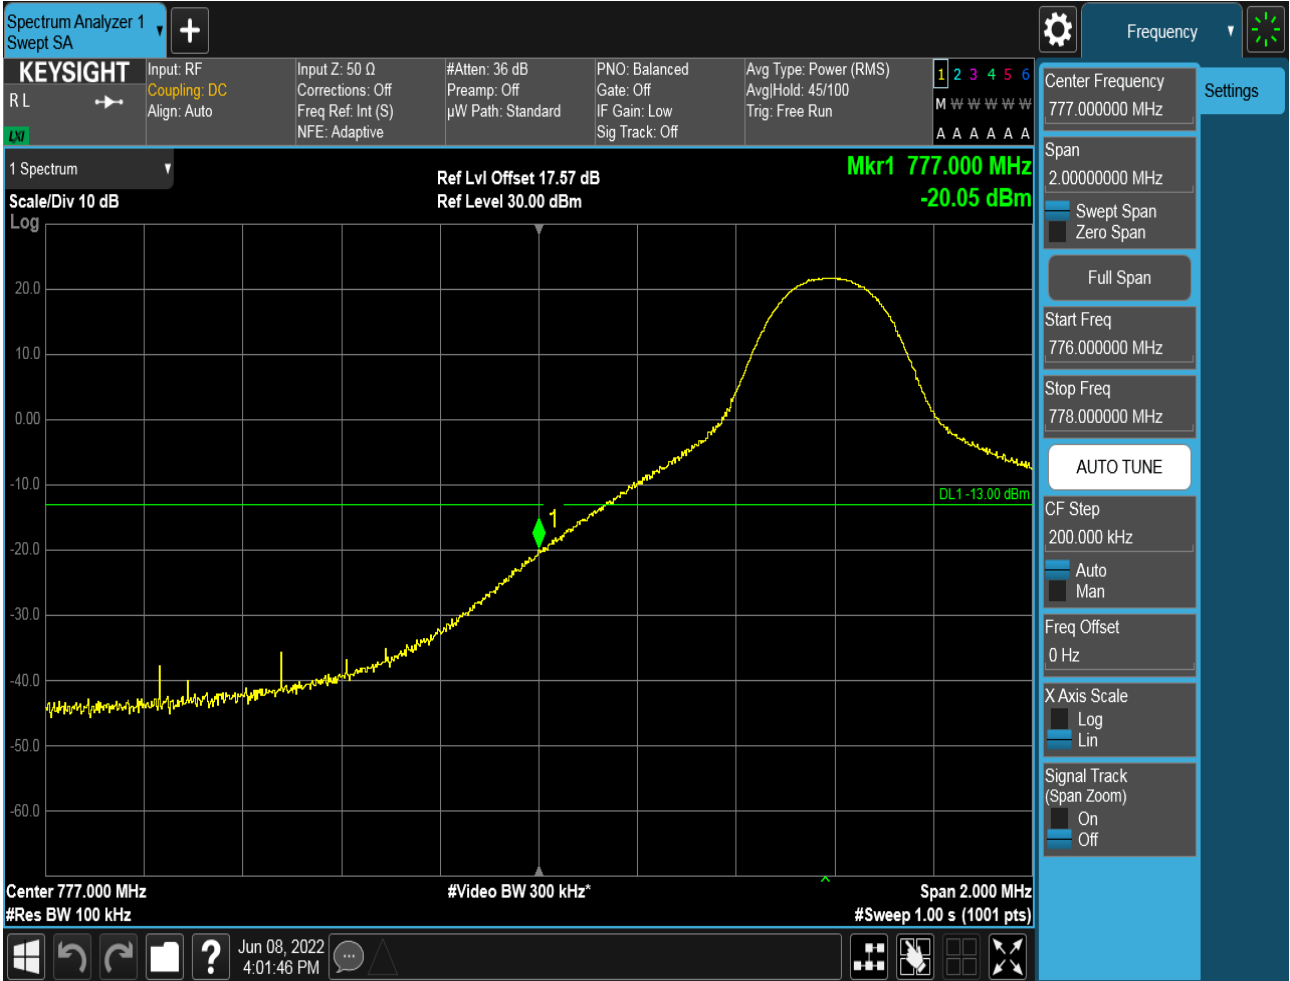 Spectrum Analyzer 1
Swept SA
Frequency
KEYSIGHT
R L
LXI
Input: RF
Coupling: DC
Align: Auto
Input Z: 50 Ω
Corrections: Off
Freq Ref: Int (S)
NFE: Adaptive
#Atten: 36 dB
Preamp: Off
µW Path: Standard
PNO: Balanced
Gate: Off
IF Gain: Low
Sig Track: Off
Avg Type: Power (RMS)
Avg|Hold: 45/100
Trig: Free Run
1 2 3 4 5 6
M W W W W W
A A A A A A
1 Spectrum
Scale/Div 10 dB
Log
Ref Lvl Offset 17.57 dB
Ref Level 30.00 dBm
Mkr1 777.000 MHz
-20.05 dBm
20.0
10.0
0.00
-10.0
-20.0
-30.0
-40.0
-50.0
-60.0
DL1 -13.00 dBm
1
Center 777.000 MHz
#Res BW 100 kHz
#Video BW 300 kHz*
Span 2.000 MHz
#Sweep 1.00 s (1001 pts)
Jun 08, 2022
4:01:46 PM
Center Frequency
777.000000 MHz
Span
2.00000000 MHz
Swept Span
Zero Span
Full Span
Start Freq
776.000000 MHz
Stop Freq
778.000000 MHz
AUTO TUNE
CF Step
200.000 kHz
Auto
Man
Freq Offset
0 Hz
X Axis Scale
Log
Lin
Signal Track
(Span Zoom)
On
Off
Settings